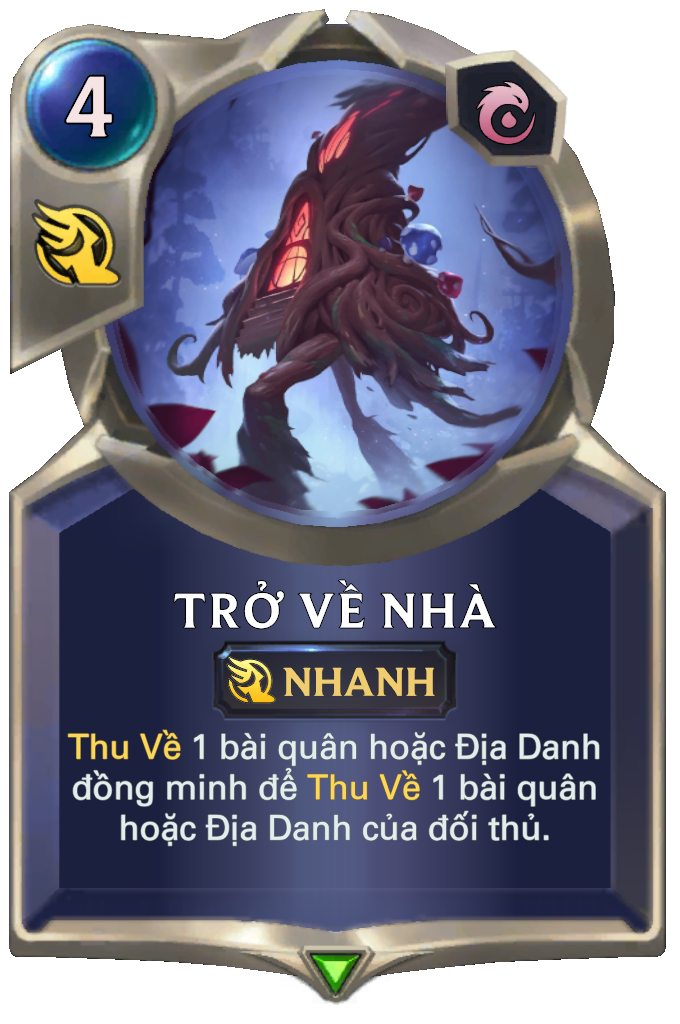 4
TRỞ VỀ NHÀ
NHANH
Thu Về 1 bài quân hoặc Địa Danh
đồng minh để Thu Về 1 bài quân
hoặc Địa Danh của đối thủ.